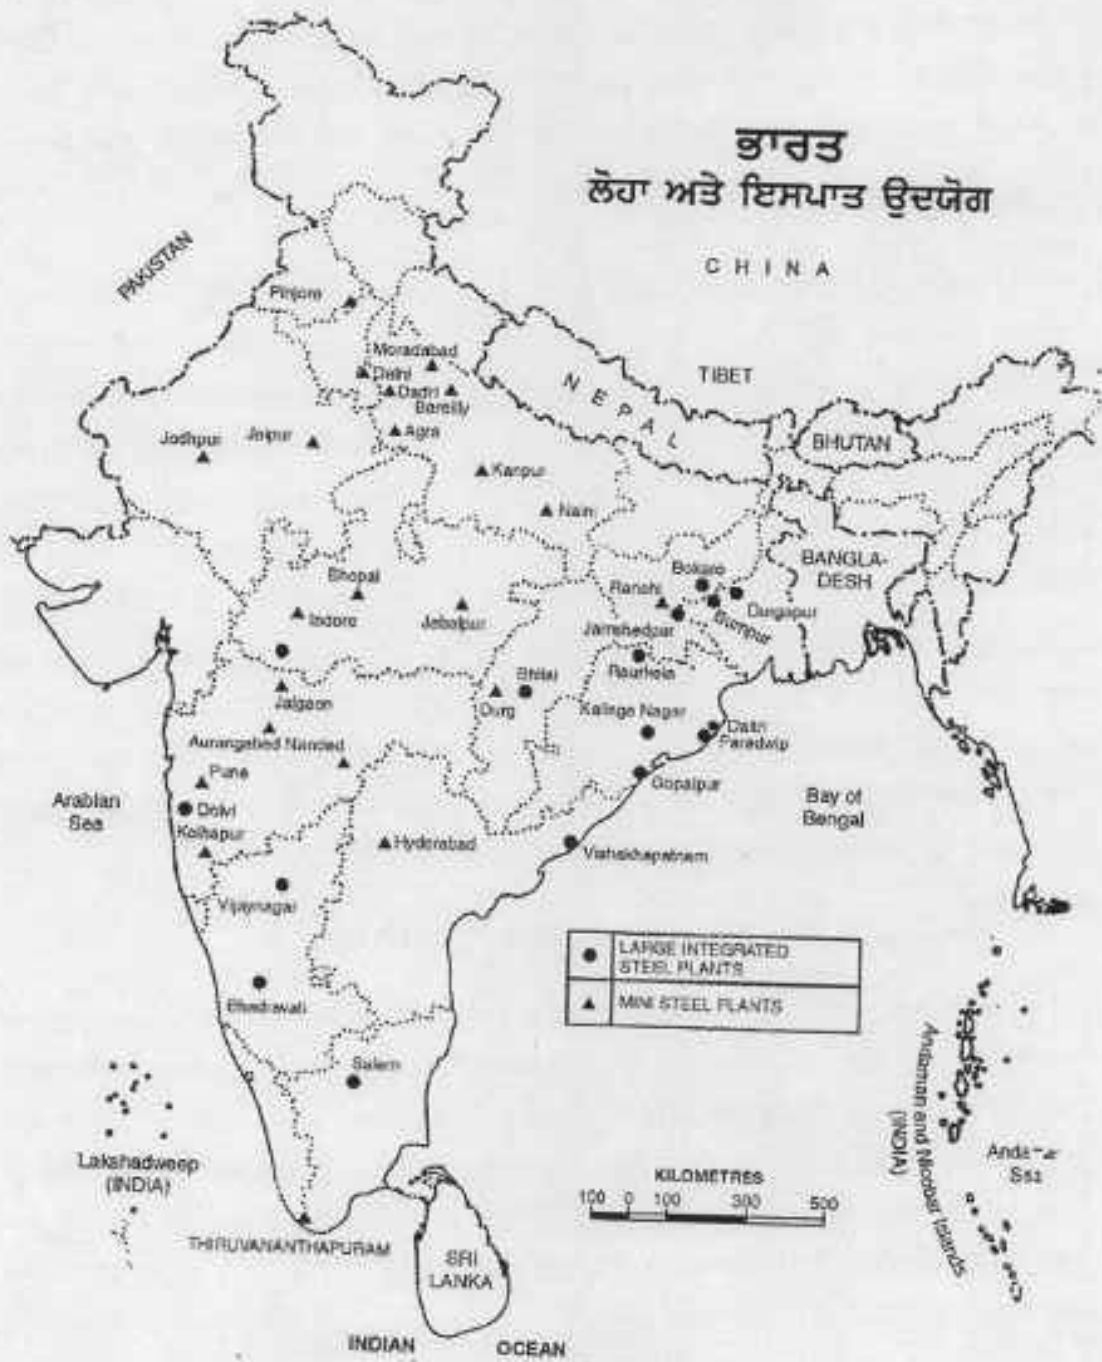 ਭਾਰਤ
ਲੋਹਾ ਅਤੇ ਇਸਪਾਤ ਉਦਯੋਗ
CHINA
PAKISTAN
Pinjore
Moradabad
Delhi
Dadri
Bareilly
TIBET
NEPAL
BHUTAN
Agra
Jodhpur
Jaipur
Kanpur
Naini
BANGLA-
DESH
Bhopal
Bokaro
Ranchi
Indore
Jabalpur
Durgapur
Burnpur
Jamshedpur
Raurkela
Bhilai
Jalgaon
Durg
Kalinga Nagar
Daitri
Paradwip
Aurangabad Nanded
Pune
Gopalpur
Arabian
Sea
Dolvi
Bay of
Bengal
Kolhapur
Hyderabad
Vishakhapatnam
Vijaynagar
LARGE INTEGRATED
STEEL PLANTS
MINI STEEL PLANTS
Bhadravati
Salem
Lakshadweep
(INDIA)
Andaman and Nicobar Islands
(INDIA)
Sea
KILOMETRES
100 0 100 300 500
THIRUVANANTHAPURAM
SRI
LANKA
INDIAN OCEAN